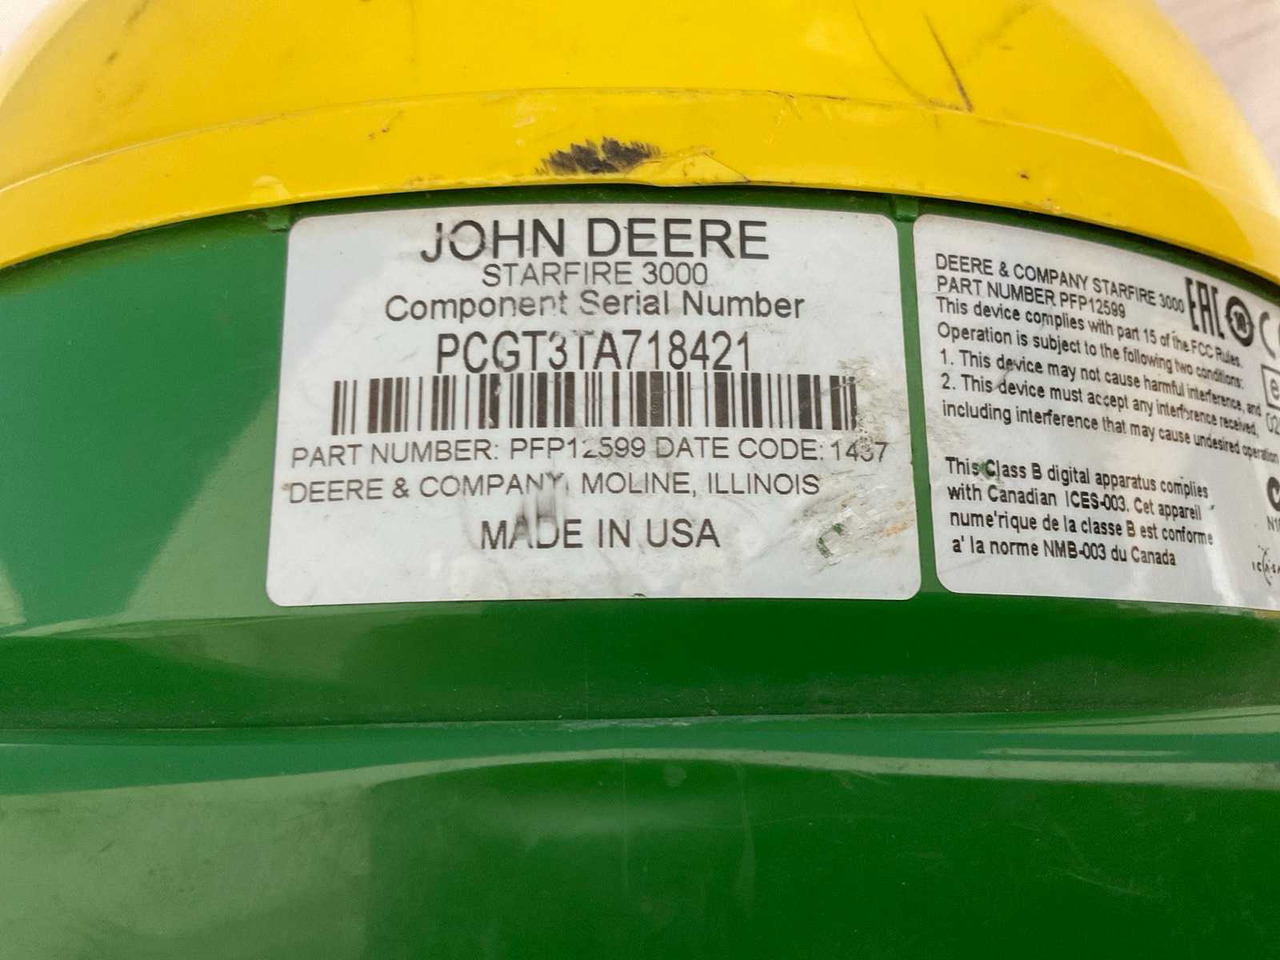 JOHN DEERE
STARFIRE 3000
Component Serial Number
PCGT3TA718421
PART NUMBER: PFP12599 DATE CODE: 1437
DEERE & COMPANY, MOLINE, ILLINOIS
MADE IN USA
DEERE & COMPANY STARFIRE 3000
PART NUMBER PFP12599
This device complies with part 15 of the FCC Rules.
Operation is subject to the following two conditions:
1. This device may not cause harmful interference, and
2. This device must accept any interference received,
including interference that may cause undesired operation
This Class B digital apparatus complies
with Canadian ICES-003. Cet appareil
nume'rique de la classe B est conforme
a' la norme NMB-003 du Canada
EAC
02